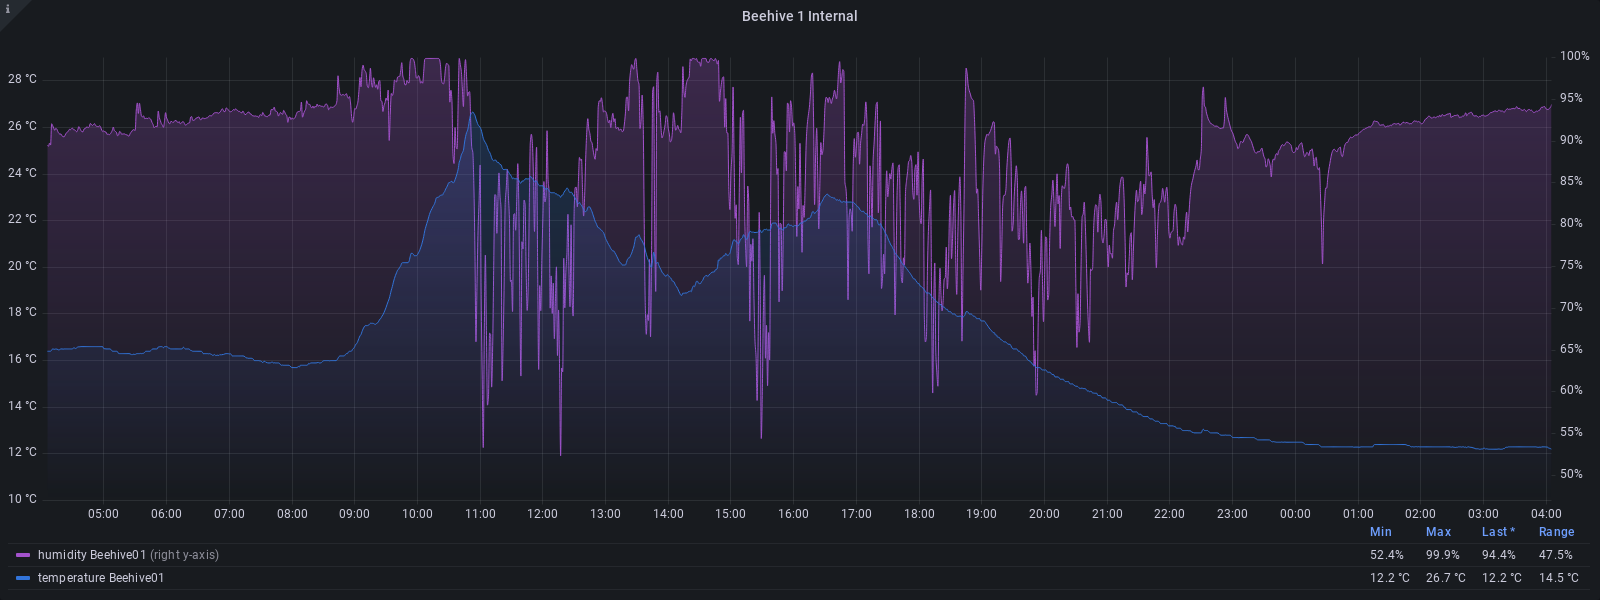 i
Beehive 1 Internal
28 °C
26 °C
24 °C
22 °C
20 °C
18 °C
16 °C
14 °C
12 °C
10 °C
100%
95%
90%
85%
80%
75%
70%
65%
60%
55%
50%
05:00 06:00 07:00 08:00 09:00 10:00 11:00 12:00 13:00 14:00 15:00 16:00 17:00 18:00 19:00 20:00 21:00 22:00 23:00 00:00 01:00 02:00 03:00 04:00
Min Max Last * Range
humidity Beehive01 (right y-axis) 52.4% 99.9% 94.4% 47.5%
temperature Beehive01 12.2 °C 26.7 °C 12.2 °C 14.5 °C